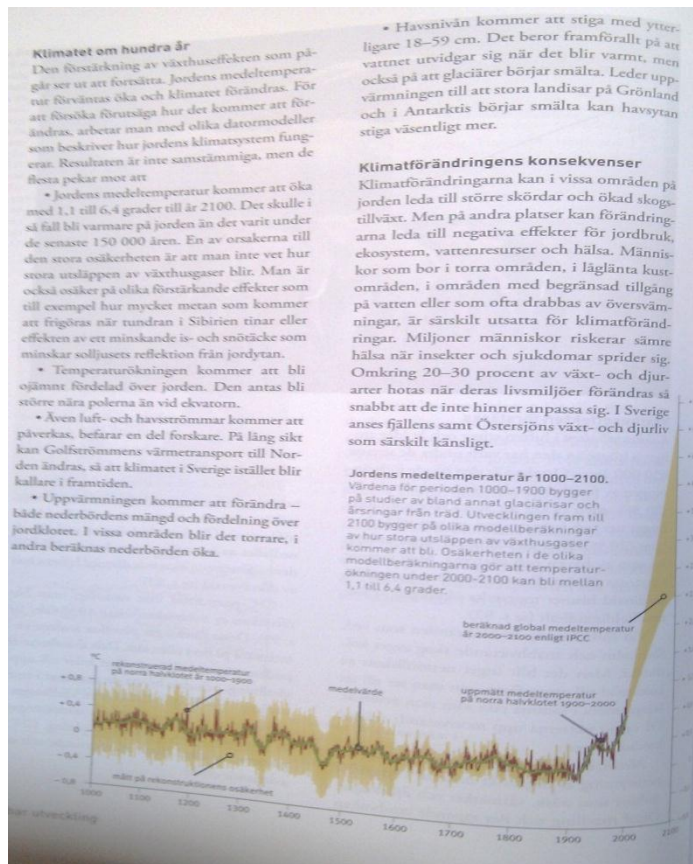 Klimatet om hundra år
Den förstärkning av växthuseffekten som på-
går ser ut att fortsätta. Jordens medeltempera-
tur förväntas öka och klimatet förändras. För
att försöka förutsäga hur det kommer att för-
ändras, arbetar man med olika datormodeller
som beskriver hur jordens klimatsystem fung-
erar. Resultaten är inte samstämmiga, men de
flesta pekar mot att
• Jordens medeltemperatur kommer att öka
med 1,1 till 6,4 grader till år 2100. Det skulle i
så fall bli varmare på jorden än det varit under
de senaste 150 000 åren. En av orsakerna till
den stora osäkerheten är att man inte vet hur
stora utsläppen av växthusgaser blir. Man är
också osäker på olika förstärkande effekter som
till exempel hur mycket metan som kommer
att frigöras när tundran i Sibirien tinar eller
effekten av ett minskande is- och snötäcke som
minskar solljusets reflektion från jordytan.
• Temperaturökningen kommer att bli
ojämnt fördelad över jorden. Den antas bli
större nära polerna än vid ekvatorn.
• Även luft- och havsströmmar kommer att
påverkas, befarar en del forskare. På lång sikt
kan Golfströmmens värmetransport till Nor-
den ändras, så att klimatet i Sverige istället blir
kallare i framtiden.
• Uppvärmningen kommer att förändra –
både nederbördens mängd och fördelning över
jordklotet. I vissa områden blir det torrare, i
andra beräknas nederbörden öka.
• Havsnivån kommer att stiga med ytter-
ligare 18–59 cm. Det beror framförallt på att
vattnet utvidgar sig när det blir varmt, men
också på att glaciärer börjar smälta. Leder upp-
värmningen till att stora landisar på Grönland
och i Antarktis börjar smälta kan havsytan
stiga väsentligt mer.
Klimatförändringens konsekvenser
Klimatförändringarna kan i vissa områden på
jorden leda till större skördar och ökad skogs-
tillväxt. Men på andra platser kan förändring-
arna leda till negativa effekter för jordbruk,
ekosystem, vattenresurser och hälsa. Männis-
kor som bor i torra områden, i låglänta kust-
områden, i områden med begränsad tillgång
på vatten eller som ofta drabbas av översväm-
ningar, är särskilt utsatta för klimatföränd-
ringar. Miljoner människor riskerar sämre
hälsa när insekter och sjukdomar sprider sig.
Omkring 20–30 procent av växt- och djur-
arter hotas när deras livsmiljöer förändras så
snabbt att de inte hinner anpassa sig. I Sverige
anses fjällens samt Östersjöns växt- och djurliv
som särskilt känsligt.
Jordens medeltemperatur år 1000–2100.
Värdena för perioden 1000–1900 bygger
på studier av bland annat glaciärisar och
årsringar från träd. Utvecklingen fram till
2100 bygger på olika modellberäkningar
av hur stora utsläppen av växthusgaser
kommer att bli. Osäkerheten i de olika
modellberäkningarna gör att temperatur-
ökningen under 2000–2100 kan bli mellan
1,1 till 6,4 grader.
beräknad global medeltemperatur
år 2000–2100 enligt IPCC
°C
rekonstruerad medeltemperatur
på norra halvklotet år 1000–1900
medelvärde
uppmätt medeltemperatur
på norra halvklotet 1900–2000
+0,8
+0,4
0
-0,4
-0,8
mått på rekonstruktionens osäkerhet
1000 1100 1200 1300 1400 1500 1600 1700 1800 1900 2000 2100
utveckling